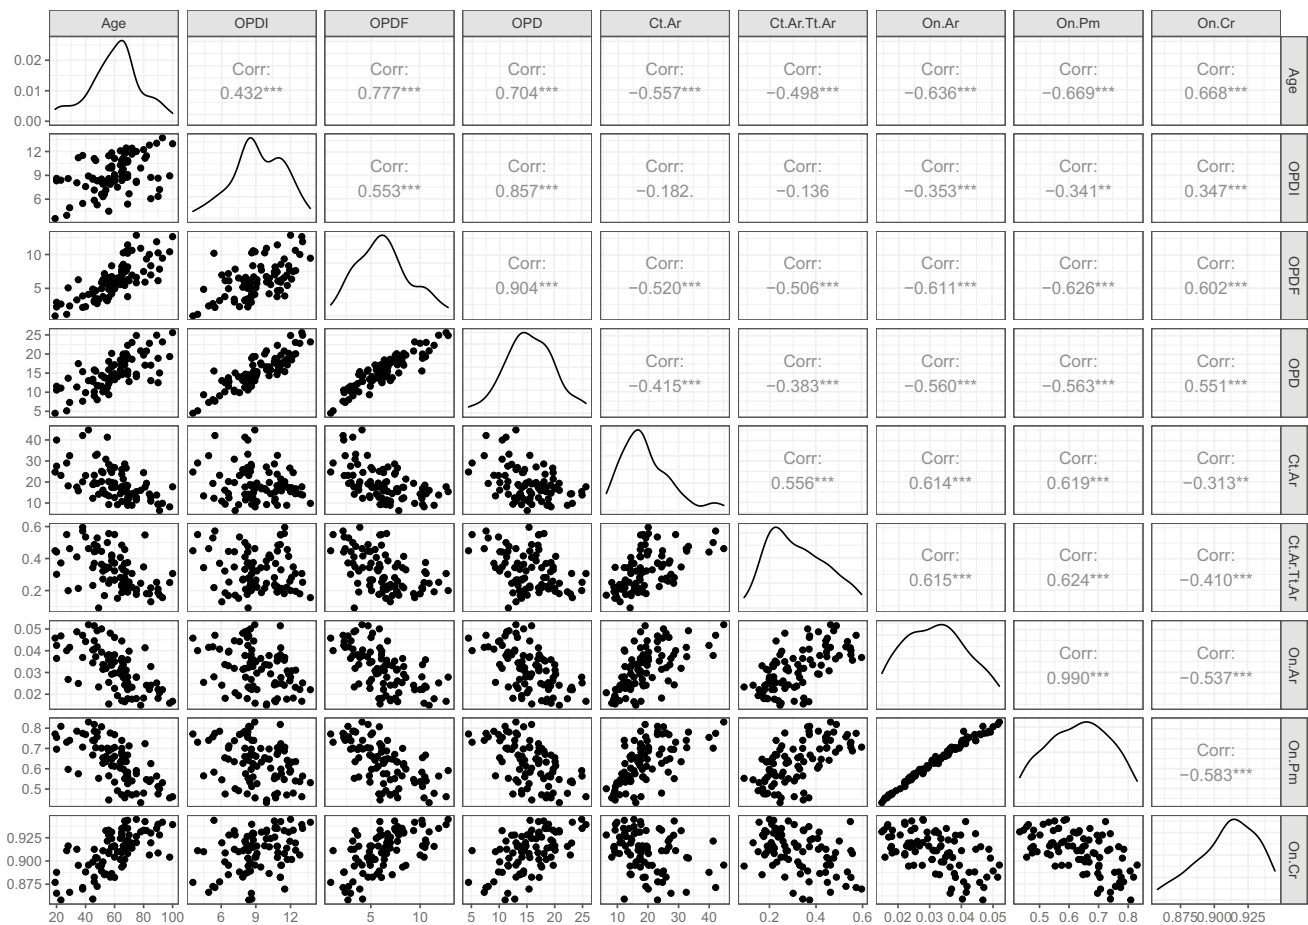 Age OPDI OPDF OPD Ct.Ar Ct.Ar.Tt.Ar On.Ar On.Pm On.Cr
0.02
0.01
0.00
Corr: Corr: Corr: Corr: Corr: Corr: Corr: Corr:
0.432*** 0.777*** 0.704*** −0.557*** −0.498*** −0.636*** −0.669*** 0.668***
Age
12
9
6
Corr: Corr: Corr: Corr: Corr: Corr: Corr:
0.553*** 0.857*** −0.182. −0.136 −0.353*** −0.341** 0.347***
OPDI
10
5
Corr: Corr: Corr: Corr: Corr: Corr:
0.904*** −0.520*** −0.506*** −0.611*** −0.626*** 0.602***
OPDF
25
20
15
10
5
Corr: Corr: Corr: Corr: Corr:
−0.415*** −0.383*** −0.560*** −0.563*** 0.551***
OPD
40
30
20
10
Corr: Corr: Corr: Corr:
0.556*** 0.614*** 0.619*** −0.313**
Ct.Ar
0.6
0.4
0.2
Corr: Corr: Corr:
0.615*** 0.624*** −0.410***
Ct.Ar.Tt.Ar
0.05
0.04
0.03
0.02
Corr: Corr:
0.990*** −0.537***
On.Ar
0.8
0.7
0.6
0.5
Corr:
−0.583***
On.Pm
0.925
0.900
0.875
On.Cr
20 40 60 80 100 6 9 12 5 10 5 10 15 20 25 10 20 30 40 0.2 0.4 0.6 0.02 0.03 0.04 0.05 0.5 0.6 0.7 0.8 0.875 0.900 0.925